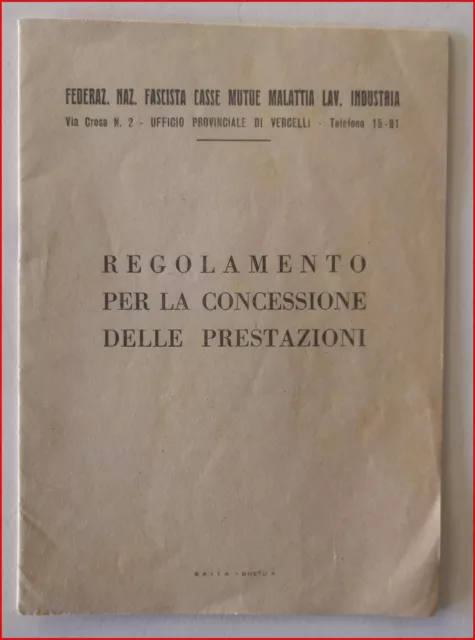 FEDERAZ. NAZ. FASCISTA CASSE MUTUE MALATTIA LAV. INDUSTRIA
Via Crosa N. 2 - UFFICIO PROVINCIALE DI VERCELLI - Telefono 15-91
REGOLAMENTO
PER LA CONCESSIONE
DELLE PRESTAZIONI